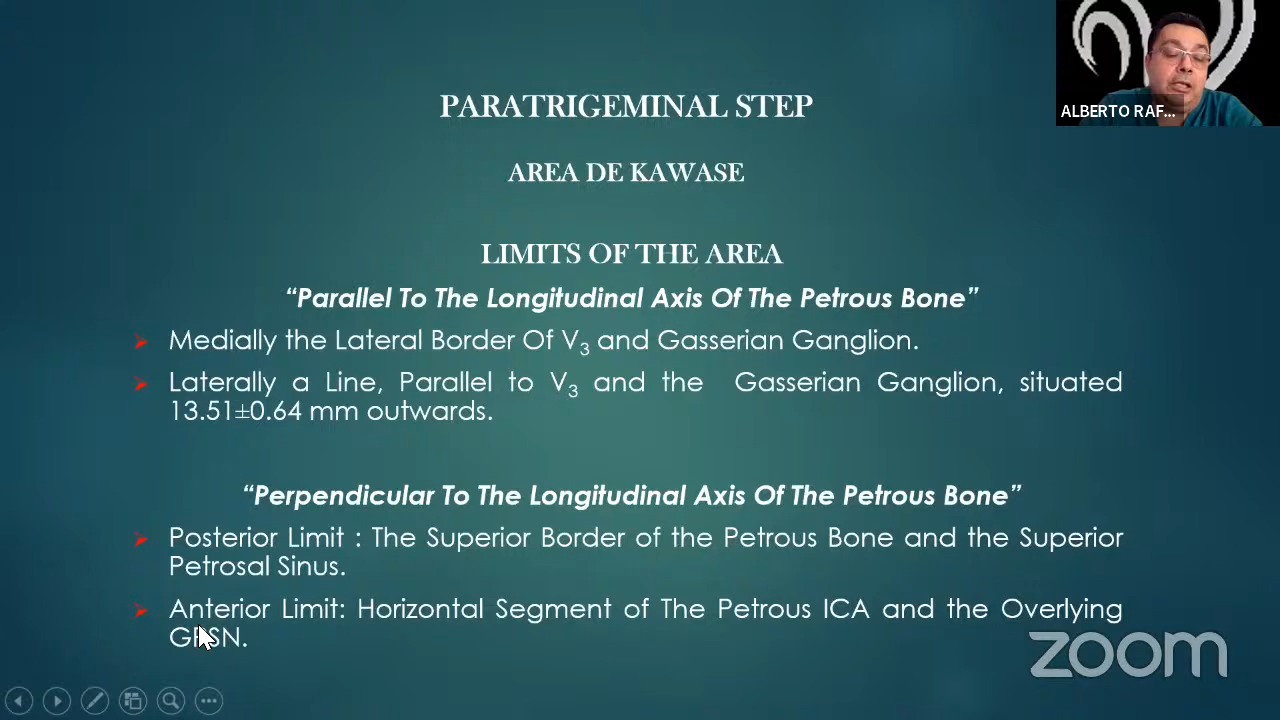 ALBERTO RAF...
PARATRIGEMINAL STEP
AREA DE KAWASE
LIMITS OF THE AREA
“Parallel To The Longitudinal Axis Of The Petrous Bone”
Medially the Lateral Border Of V3 and Gasserian Ganglion.
Laterally a Line, Parallel to V3 and the Gasserian Ganglion, situated
13.51±0.64 mm outwards.
“Perpendicular To The Longitudinal Axis Of The Petrous Bone”
Posterior Limit : The Superior Border of the Petrous Bone and the Superior
Petrosal Sinus.
Anterior Limit: Horizontal Segment of The Petrous ICA and the Overlying
zoom